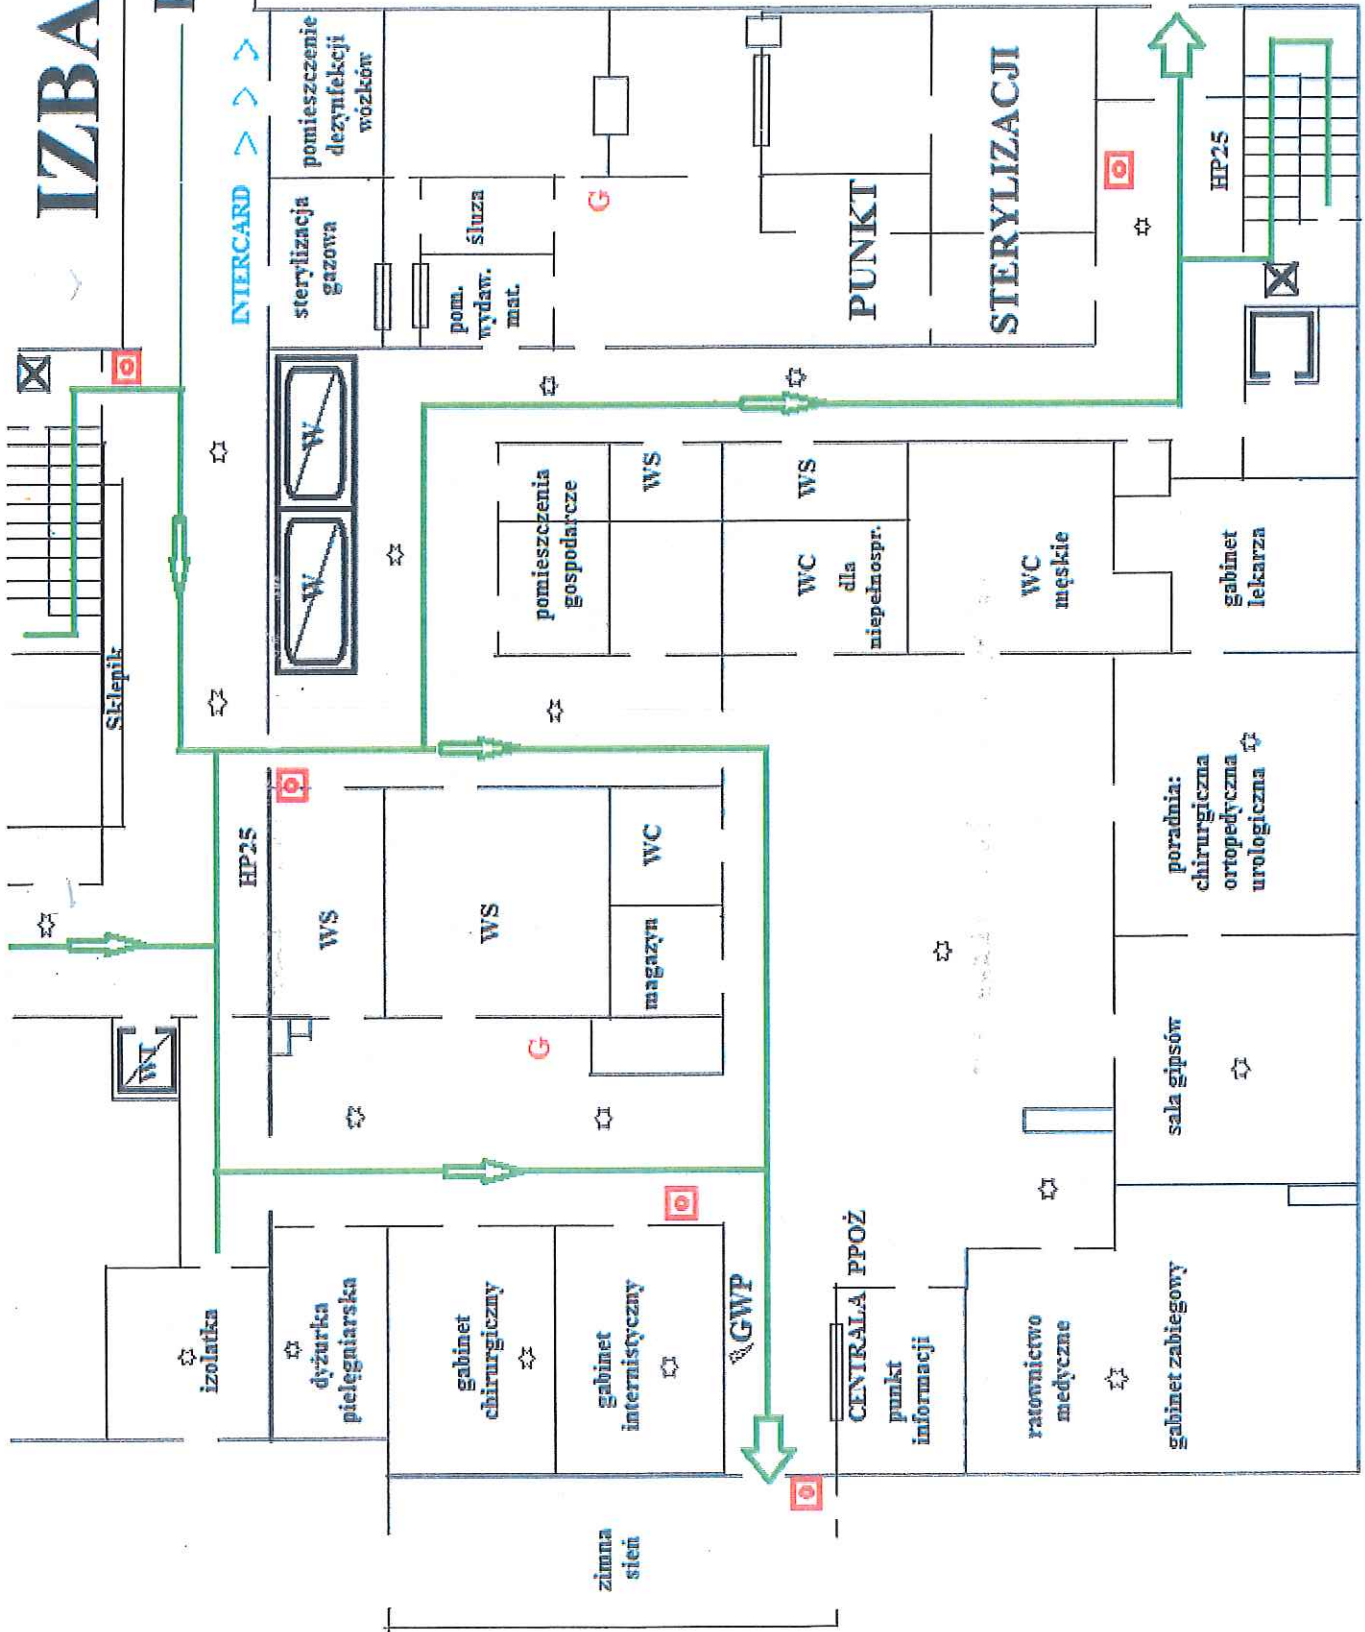 IZBA
INTERCARD > > >
pomieszczenie
dezynfekcji
wózków
sterylizacja
gazowa
śluza
pom.
wydaw.
mat.
G
PUNKT
STERYLIZACJI
HP25
W
W
Sklepik
pomieszczenia
gospodarcze
WS
WS
WC
dla
niepełnospr.
WC
męskie
gabinet
lekarza
HP25
WS
WS
WC
magazyn
G
poradnia:
chirurgiczna
ortopedyczna
urologiczna
sala gipsów
izolatka
dyżurka
pielęgniarska
gabinet
chirurgiczny
gabinet
internistyczny
GWP
CENTRALA PPOŻ
punkt
informacji
ratownictwo
medyczne
gabinet zabiegowy
zimna
sień